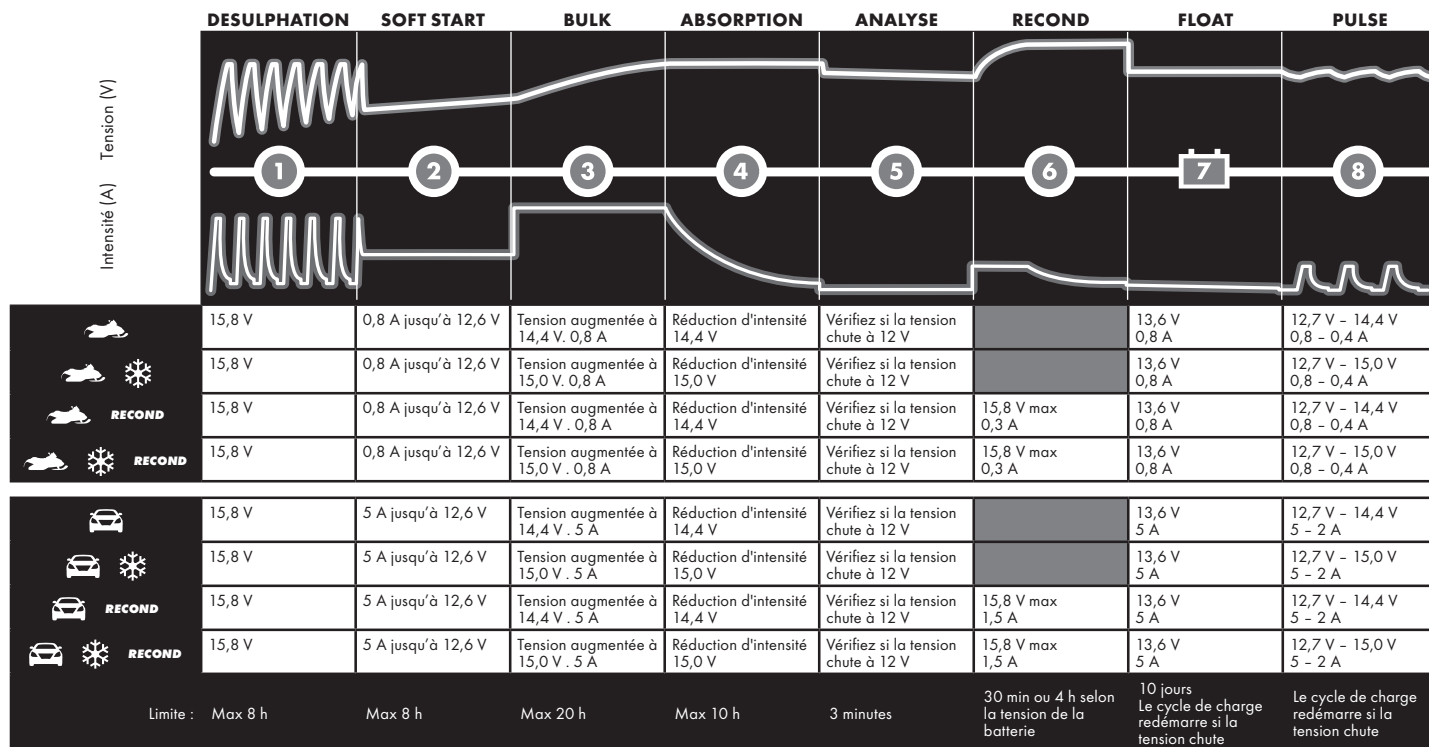 DESULPHATION SOFT START BULK ABSORPTION ANALYSE RECOND FLOAT PULSE
Tension (V)
Intensité (A)
1 2 3 4 5 6 7 8
15,8 V 0,8 A jusqu'à 12,6 V Tension augmentée à Réduction d'intensité Vérifiez si la tension 13,6 V 12,7 V – 14,4 V
14,4 V. 0,8 A 14,4 V chute à 12 V 0,8 A 0,8 – 0,4 A
15,8 V 0,8 A jusqu'à 12,6 V Tension augmentée à Réduction d'intensité Vérifiez si la tension 13,6 V 12,7 V – 15,0 V
15,0 V. 0,8 A 15,0 V chute à 12 V 0,8 A 0,8 – 0,4 A
RECOND 15,8 V 0,8 A jusqu'à 12,6 V Tension augmentée à Réduction d'intensité Vérifiez si la tension 15,8 V max 13,6 V 12,7 V – 14,4 V
14,4 V . 0,8 A 14,4 V chute à 12 V 0,3 A 0,8 A 0,8 – 0,4 A
RECOND 15,8 V 0,8 A jusqu'à 12,6 V Tension augmentée à Réduction d'intensité Vérifiez si la tension 15,8 V max 13,6 V 12,7 V – 15,0 V
15,0 V . 0,8 A 15,0 V chute à 12 V 0,3 A 0,8 A 0,8 – 0,4 A
15,8 V 5 A jusqu'à 12,6 V Tension augmentée à Réduction d'intensité Vérifiez si la tension 13,6 V 12,7 V – 14,4 V
14,4 V . 5 A 14,4 V chute à 12 V 5 A 5 – 2 A
15,8 V 5 A jusqu'à 12,6 V Tension augmentée à Réduction d'intensité Vérifiez si la tension 13,6 V 12,7 V – 15,0 V
15,0 V . 5 A 15,0 V chute à 12 V 5 A 5 – 2 A
RECOND 15,8 V 5 A jusqu'à 12,6 V Tension augmentée à Réduction d'intensité Vérifiez si la tension 15,8 V max 13,6 V 12,7 V – 14,4 V
14,4 V . 5 A 14,4 V chute à 12 V 1,5 A 5 A 5 – 2 A
RECOND 15,8 V 5 A jusqu'à 12,6 V Tension augmentée à Réduction d'intensité Vérifiez si la tension 15,8 V max 13,6 V 12,7 V – 15,0 V
15,0 V . 5 A 15,0 V chute à 12 V 1,5 A 5 A 5 – 2 A
Limite : Max 8 h Max 8 h Max 20 h Max 10 h 3 minutes
30 min ou 4 h selon
la tension de la
batterie
10 jours
Le cycle de charge
redémarre si la
tension chute
Le cycle de charge
redémarre si la
tension chute